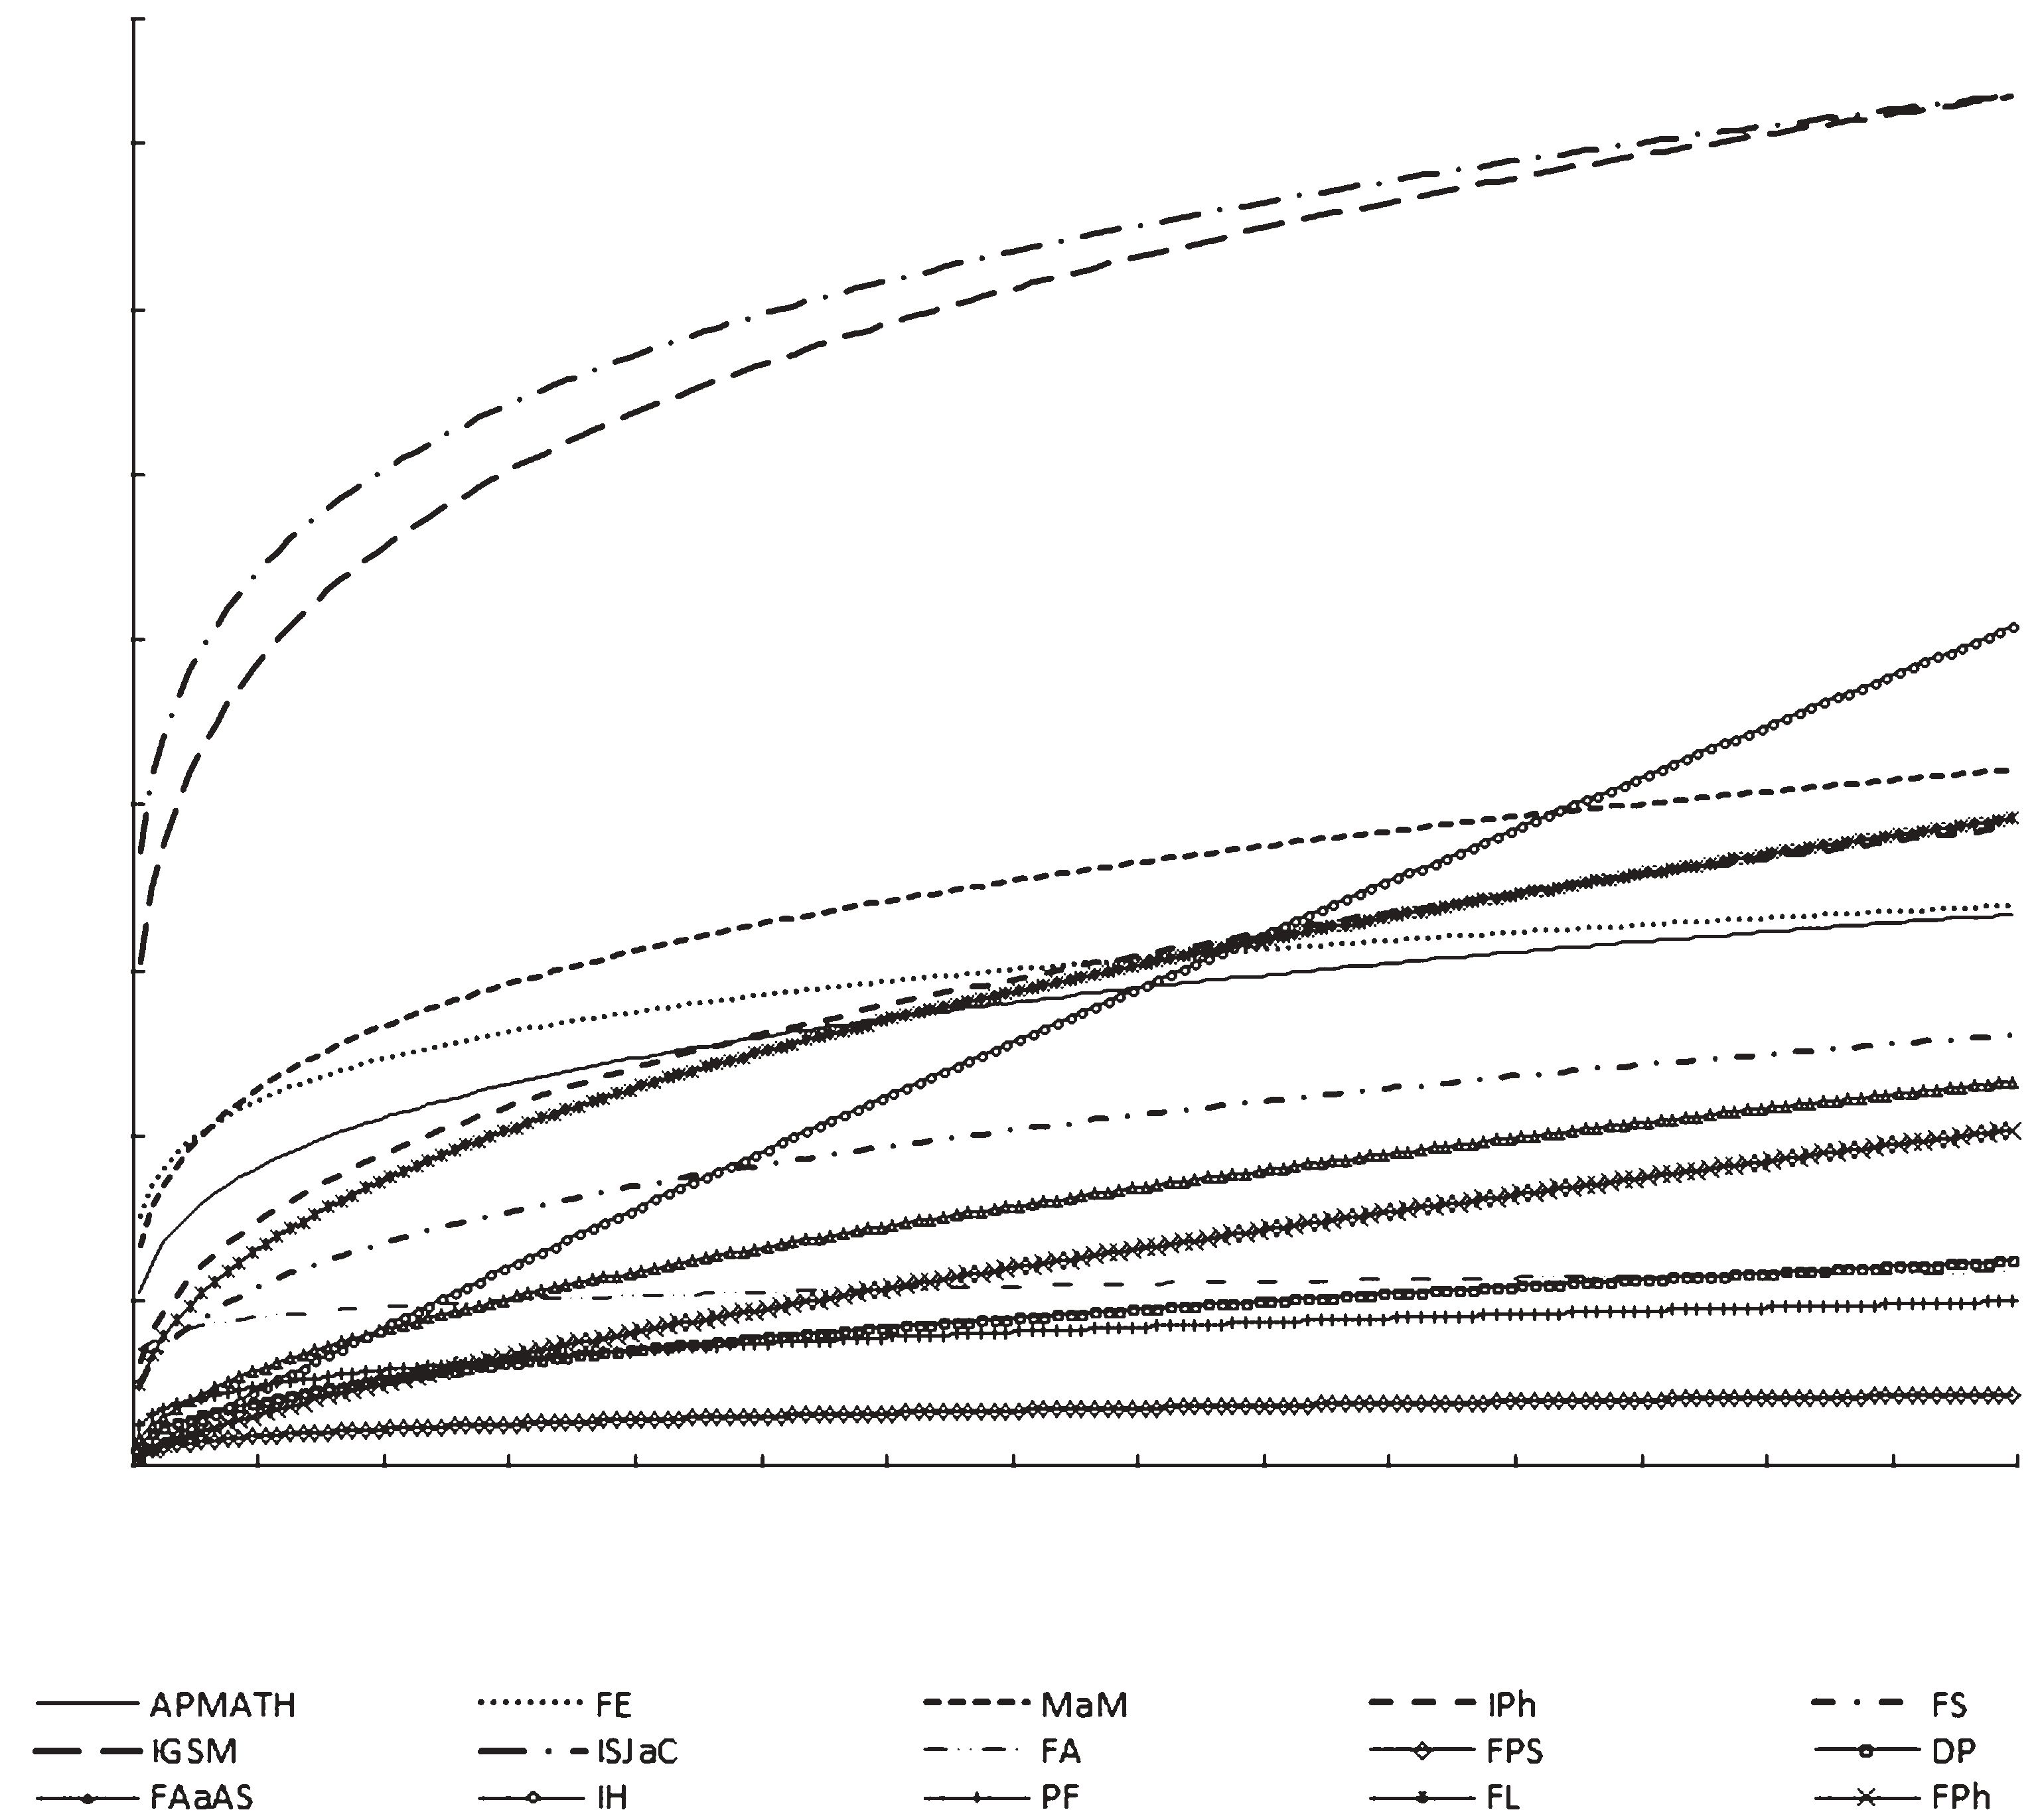 APMATH FE MaM IPh FS
IGSM ISJaC FA FPS DP
FAaAS IH PF FL FPh